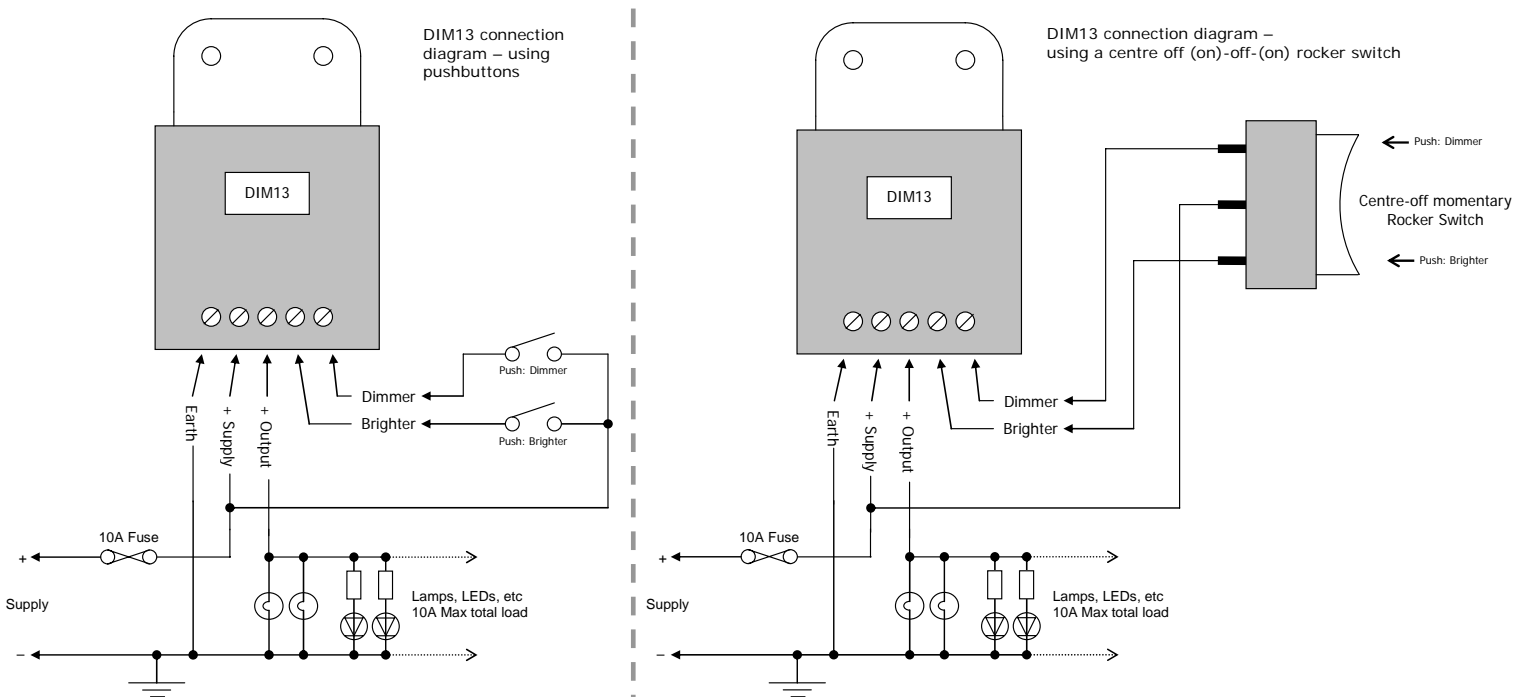 DIM13 connection
diagram – using
pushbuttons
DIM13
Push: Dimmer
Dimmer
Brighter
Push: Brighter
Earth
+ Supply
+ Output
10A Fuse
+
Supply
Lamps, LEDs, etc
10A Max total load
–
DIM13 connection diagram –
using a centre off (on)-off-(on) rocker switch
DIM13
Push: Dimmer
Centre-off momentary
Rocker Switch
Push: Brighter
Dimmer
Brighter
Earth
+ Supply
+ Output
10A Fuse
+
Supply
Lamps, LEDs, etc
10A Max total load
–